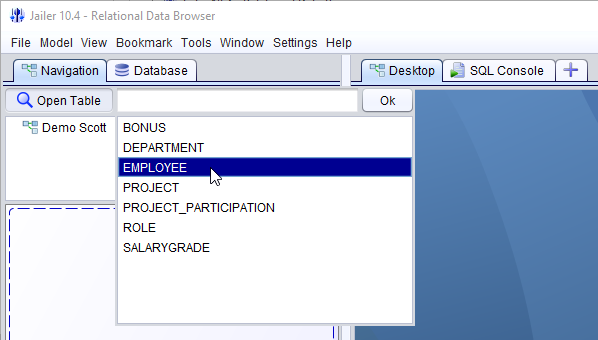 Jailer 10.4 - Relational Data Browser
File Model View Bookmark Tools Window Settings Help
Navigation Database Desktop SQL Console
Open Table Ok
Demo Scott
BONUS
DEPARTMENT
EMPLOYEE
PROJECT
PROJECT_PARTICIPATION
ROLE
SALARYGRADE